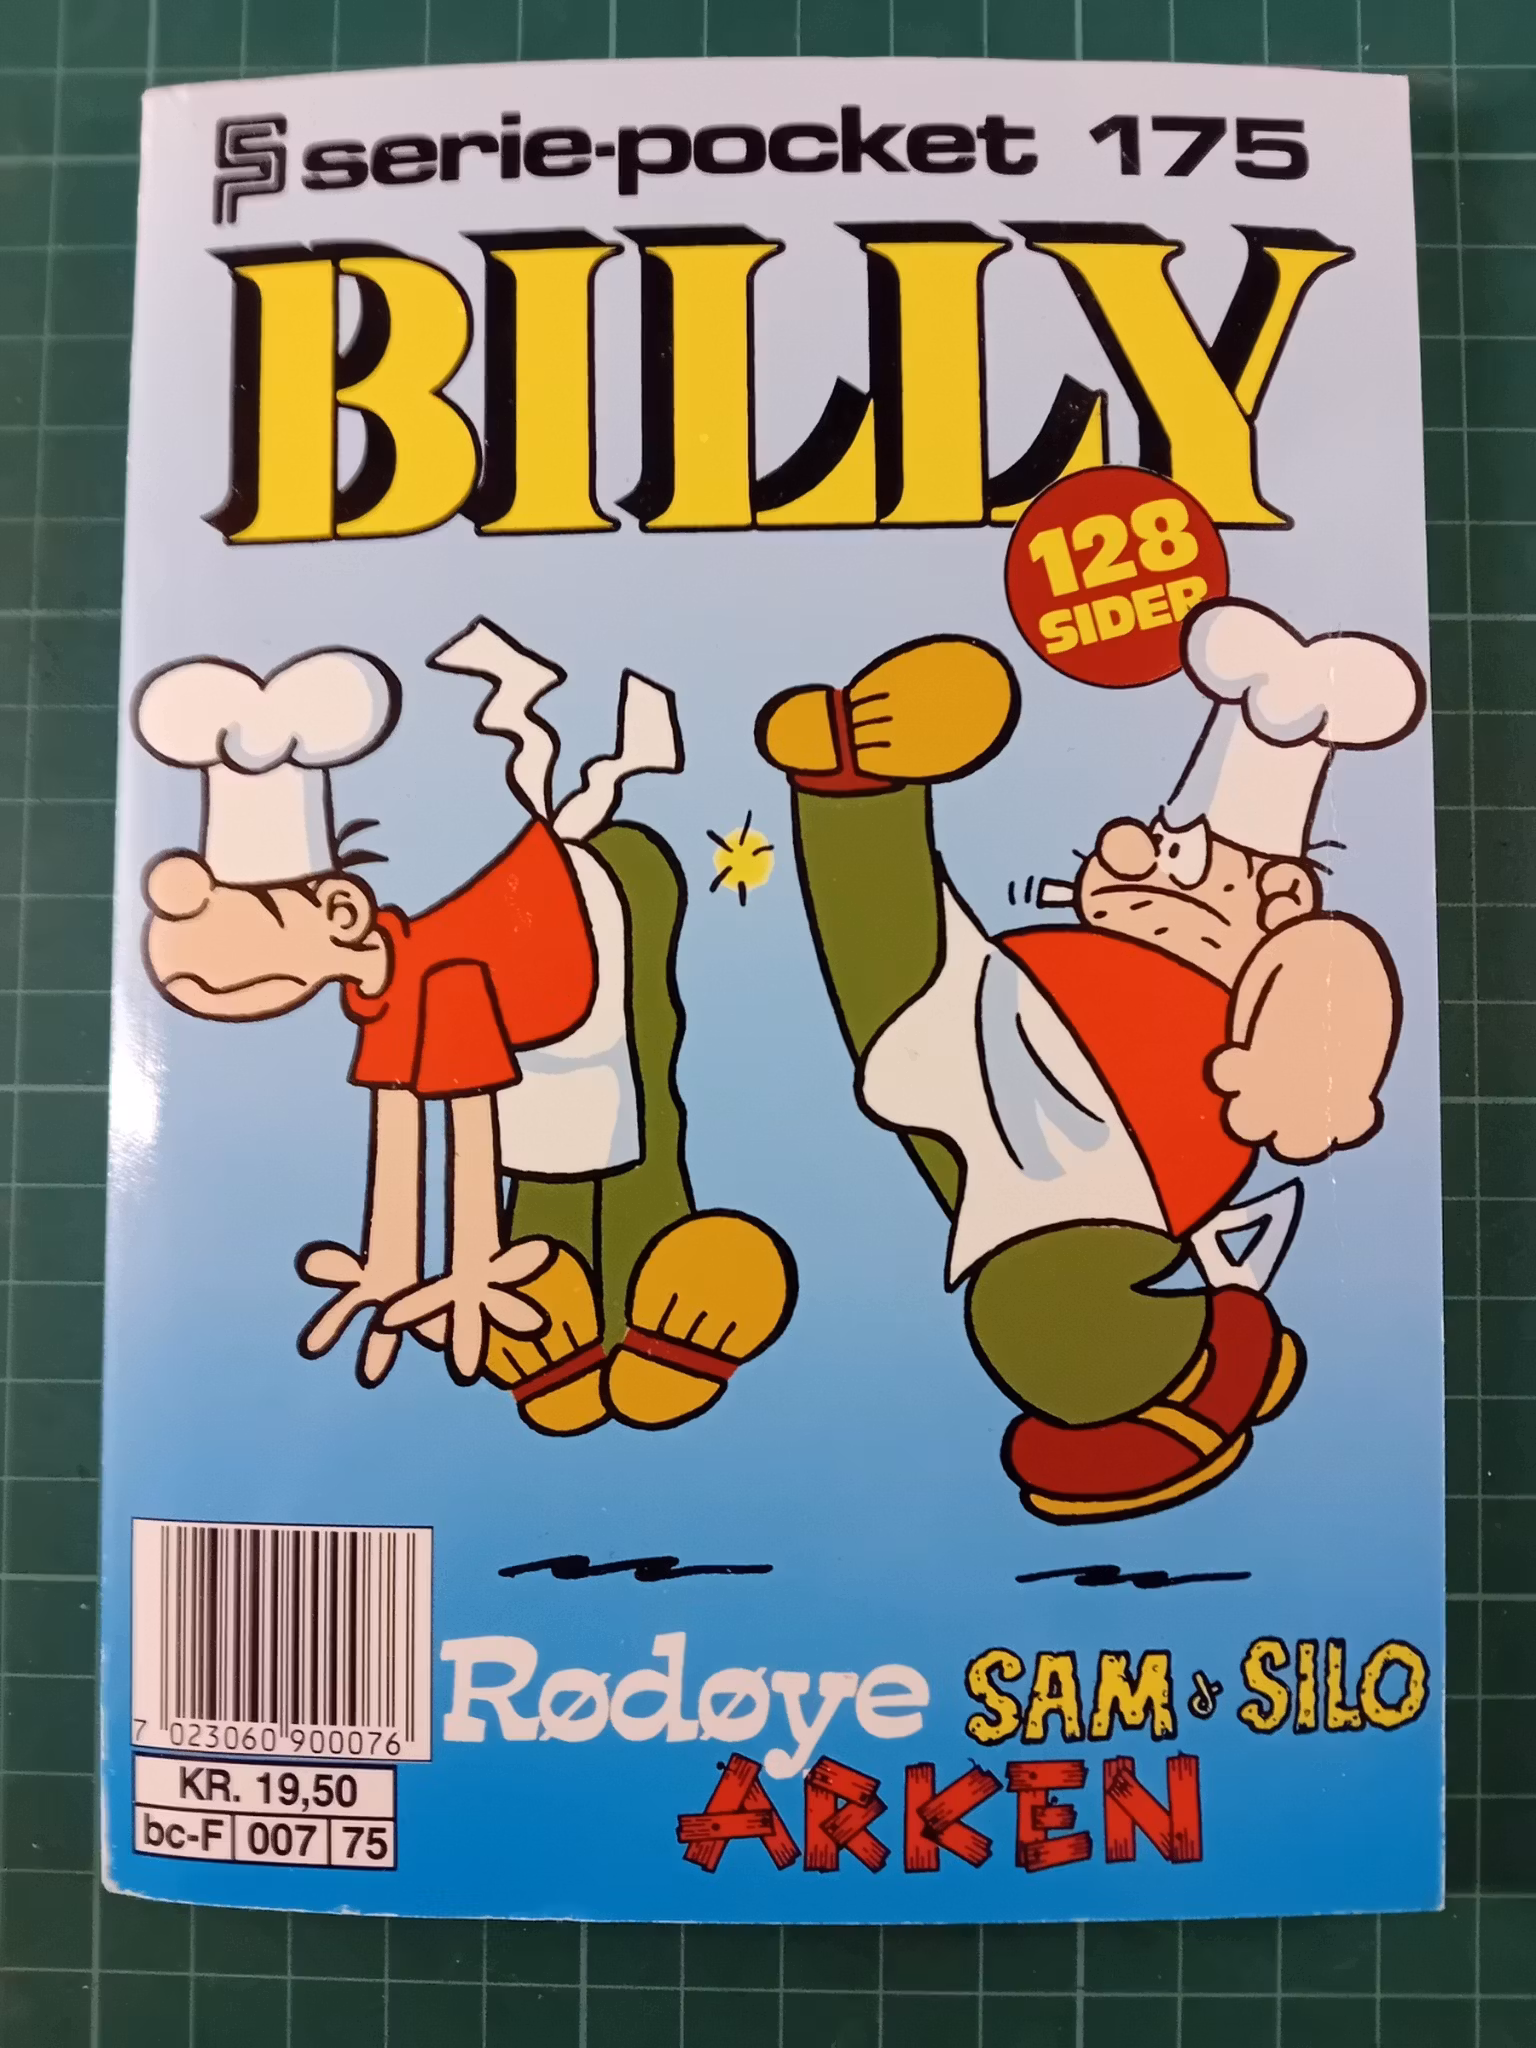 SP serie-pocket 175
BILLY
128
SIDER
7 023060 900076
KR. 19,50
bc-F 007 75
Rødøye
SAM & SILO
ARKEN